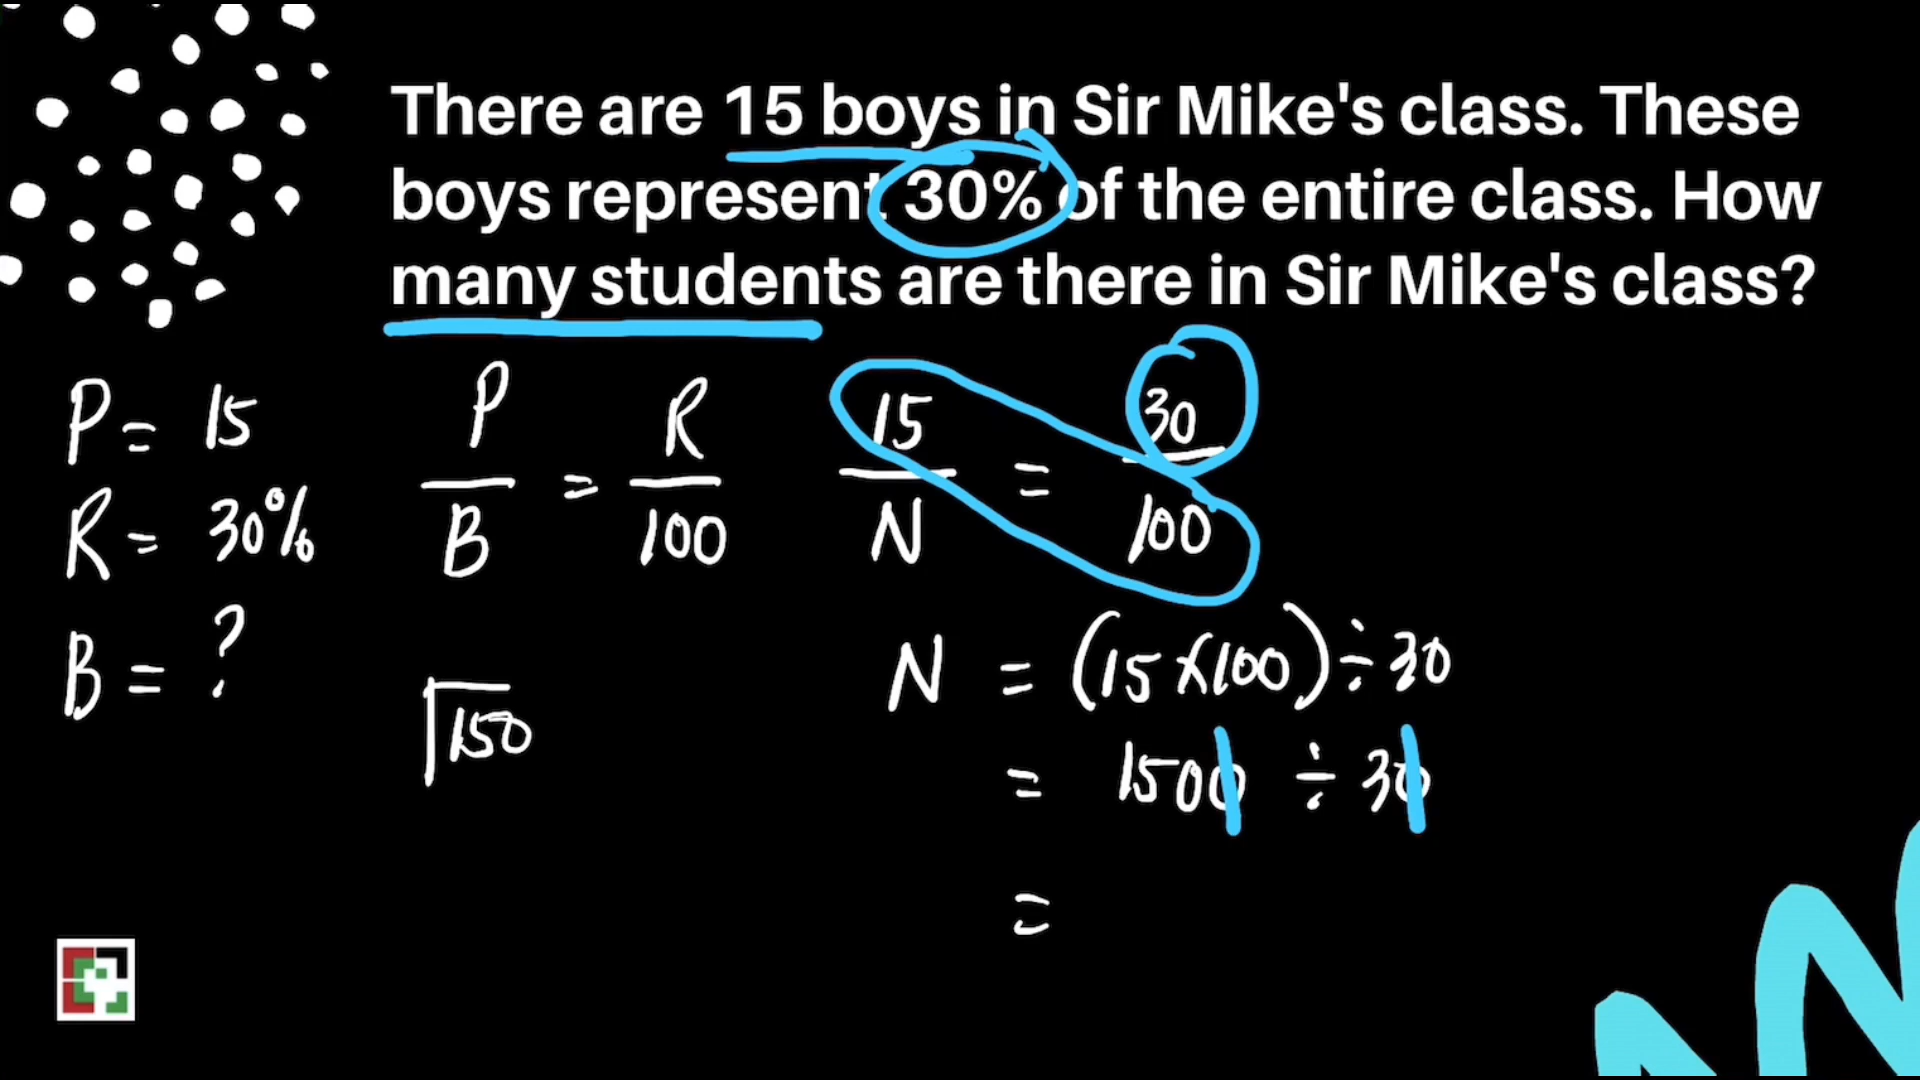 There are 15 boys in Sir Mike's class. These
boys represent 30% of the entire class. How
many students are there in Sir Mike's class?
P = 15
R = 30%
B = ?
P/B = R/100
15/N = 30/100
N = (15×100)÷30
= 1500 ÷ 30
=
150